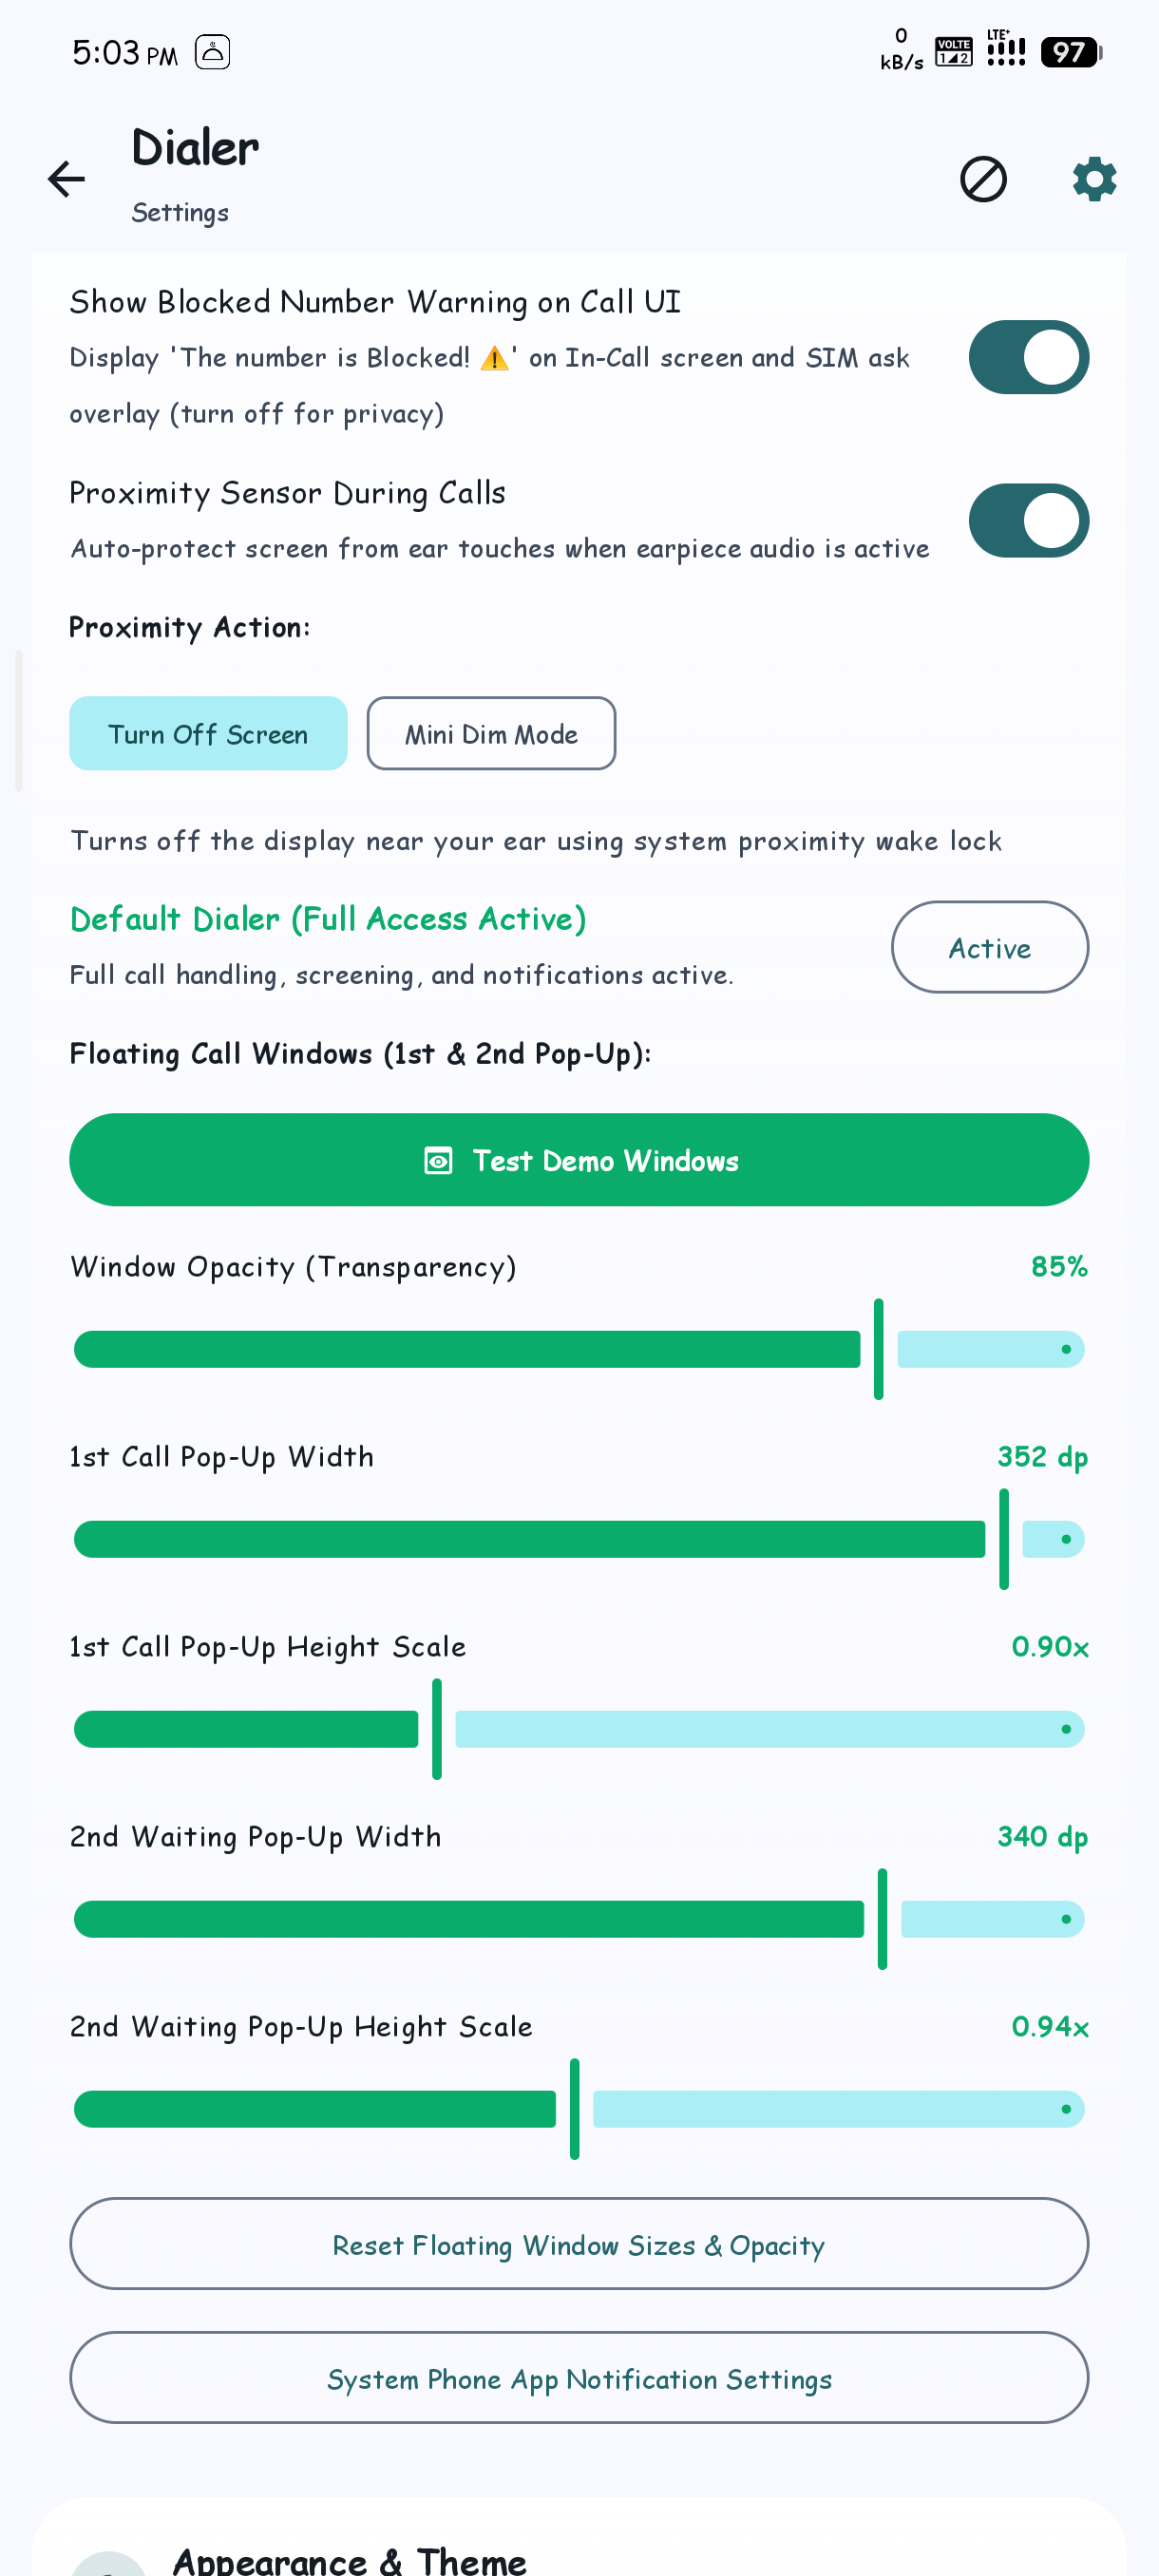 5:03 PM
0
kB/s
VOLTE
1 2
LTE+
97
Dialer
Settings
Show Blocked Number Warning on Call UI
Display 'The number is Blocked! ⚠️' on In-Call screen and SIM ask
overlay (turn off for privacy)
Proximity Sensor During Calls
Auto-protect screen from ear touches when earpiece audio is active
Proximity Action:
Turn Off Screen
Mini Dim Mode
Turns off the display near your ear using system proximity wake lock
Default Dialer (Full Access Active)
Full call handling, screening, and notifications active.
Active
Floating Call Windows (1st & 2nd Pop-Up):
Test Demo Windows
Window Opacity (Transparency)
85%
1st Call Pop-Up Width
352 dp
1st Call Pop-Up Height Scale
0.90x
2nd Waiting Pop-Up Width
340 dp
2nd Waiting Pop-Up Height Scale
0.94x
Reset Floating Window Sizes & Opacity
System Phone App Notification Settings
Appearance & Theme